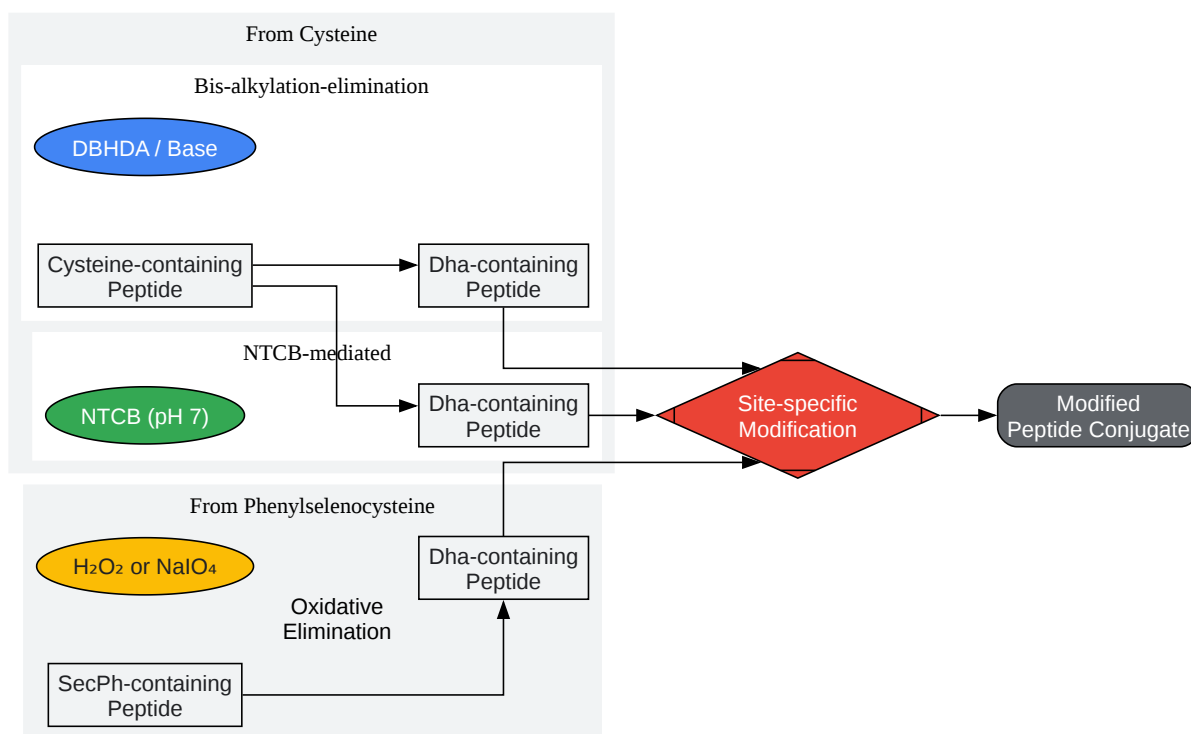 From Cysteine
Bis-alkylation-elimination
DBHDA / Base
Cysteine-containing
Peptide
Dha-containing
Peptide
NTCB-mediated
NTCB (pH 7)
Dha-containing
Peptide
Site-specific
Modification
Modified
Peptide Conjugate
From Phenylselenocysteine
H₂O₂ or NaIO₄
Dha-containing
Peptide
Oxidative
Elimination
SecPh-containing
Peptide